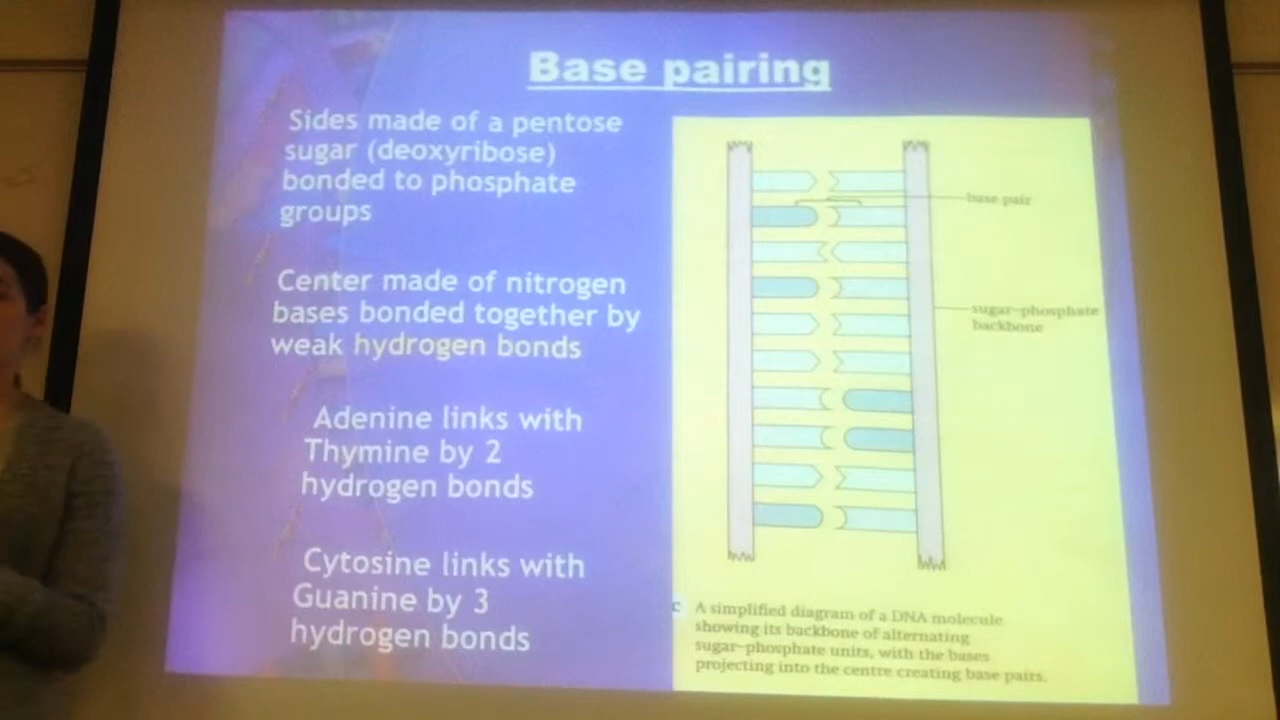 Base pairing
Sides made of a pentose
sugar (deoxyribose)
bonded to phosphate
groups
Center made of nitrogen
bases bonded together by
weak hydrogen bonds
Adenine links with
Thymine by 2
hydrogen bonds
Cytosine links with
Guanine by 3
hydrogen bonds
base pair
sugar-phosphate
backbone
c A simplified diagram of a DNA molecule
showing its backbone of alternating
sugar-phosphate units, with the bases
projecting into the centre creating base pairs.